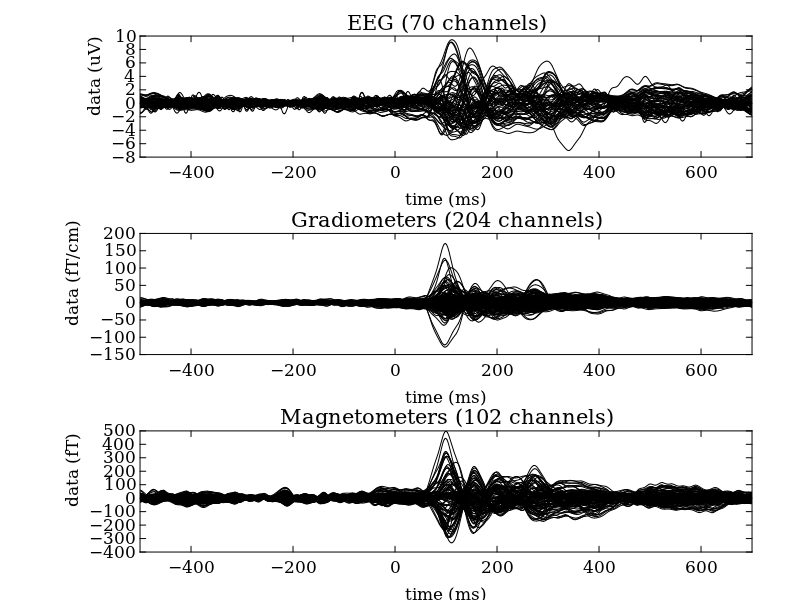 EEG (70 channels)
data (uV)
10
8
6
4
2
0
−2
−4
−6
−8
−400 −200 0 200 400 600
time (ms)
Gradiometers (204 channels)
data (fT/cm)
200
150
100
50
0
−50
−100
−150
−400 −200 0 200 400 600
time (ms)
Magnetometers (102 channels)
data (fT)
500
400
300
200
100
0
−100
−200
−300
−400
−400 −200 0 200 400 600
time (ms)